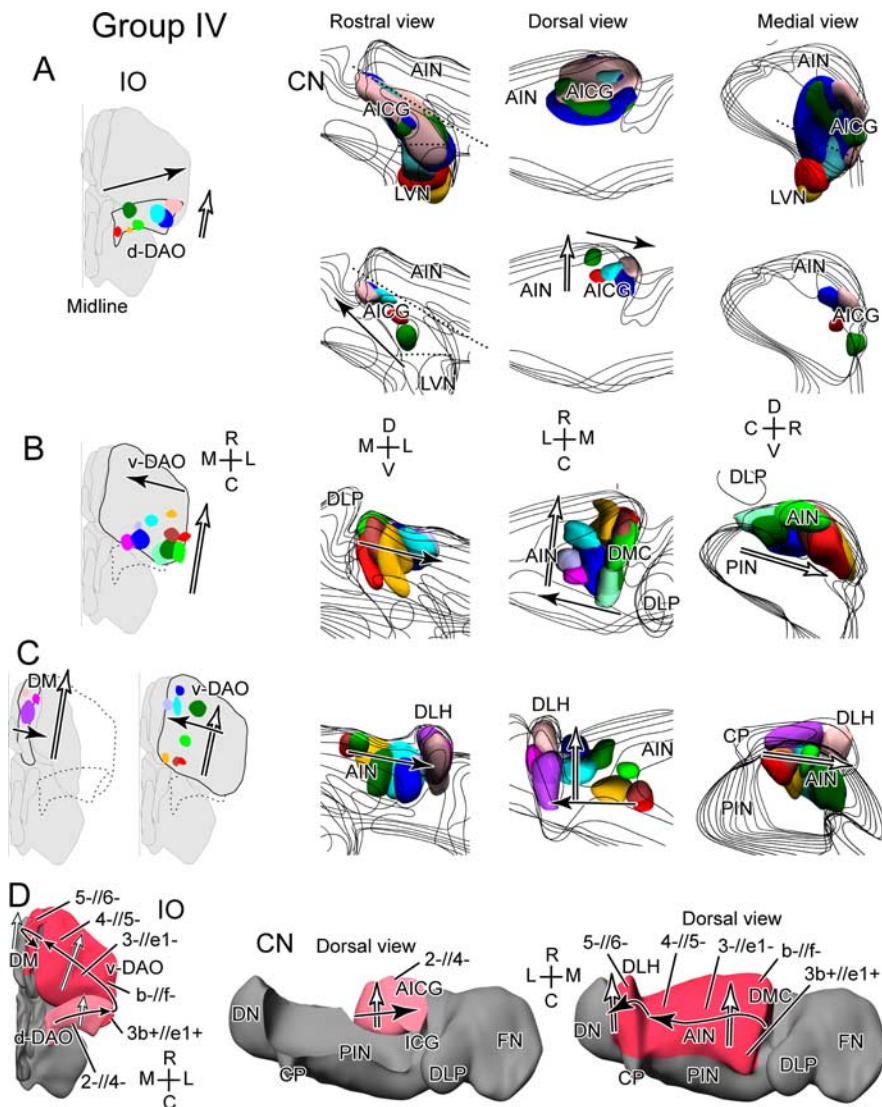 Group IV
Rostral view
Dorsal view
Medial view
A
IO
CN
AIN
AICG
LVN
AIN
AICG
AIN
AICG
LVN
d-DAO
Midline
AIN
AICG
LVN
AIN
AICG
AIN
AICG
B
v-DAO
R
M L
C
D
M L
V
R
L M
C
D
C R
V
DLP
AIN
DMC
DLP
DLP
AIN
PIN
C
DM
v-DAO
DLH
AIN
DLH
AIN
CP
DLH
AIN
PIN
D
IO
5-//6-
4-//5-
3-//e1-
DM
v-DAO
b-//f-
d-DAO
3b+//e1+
2-//4-
R
M L
C
CN
Dorsal view
2-//4-
AICG
DN
PIN
ICG
FN
CP
DLP
R
L M
C
Dorsal view
5-//6-
DLH
4-//5-
3-//e1-
b-//f-
3b+//e1+
DMC
DN
AIN
FN
CP
PIN
DLP